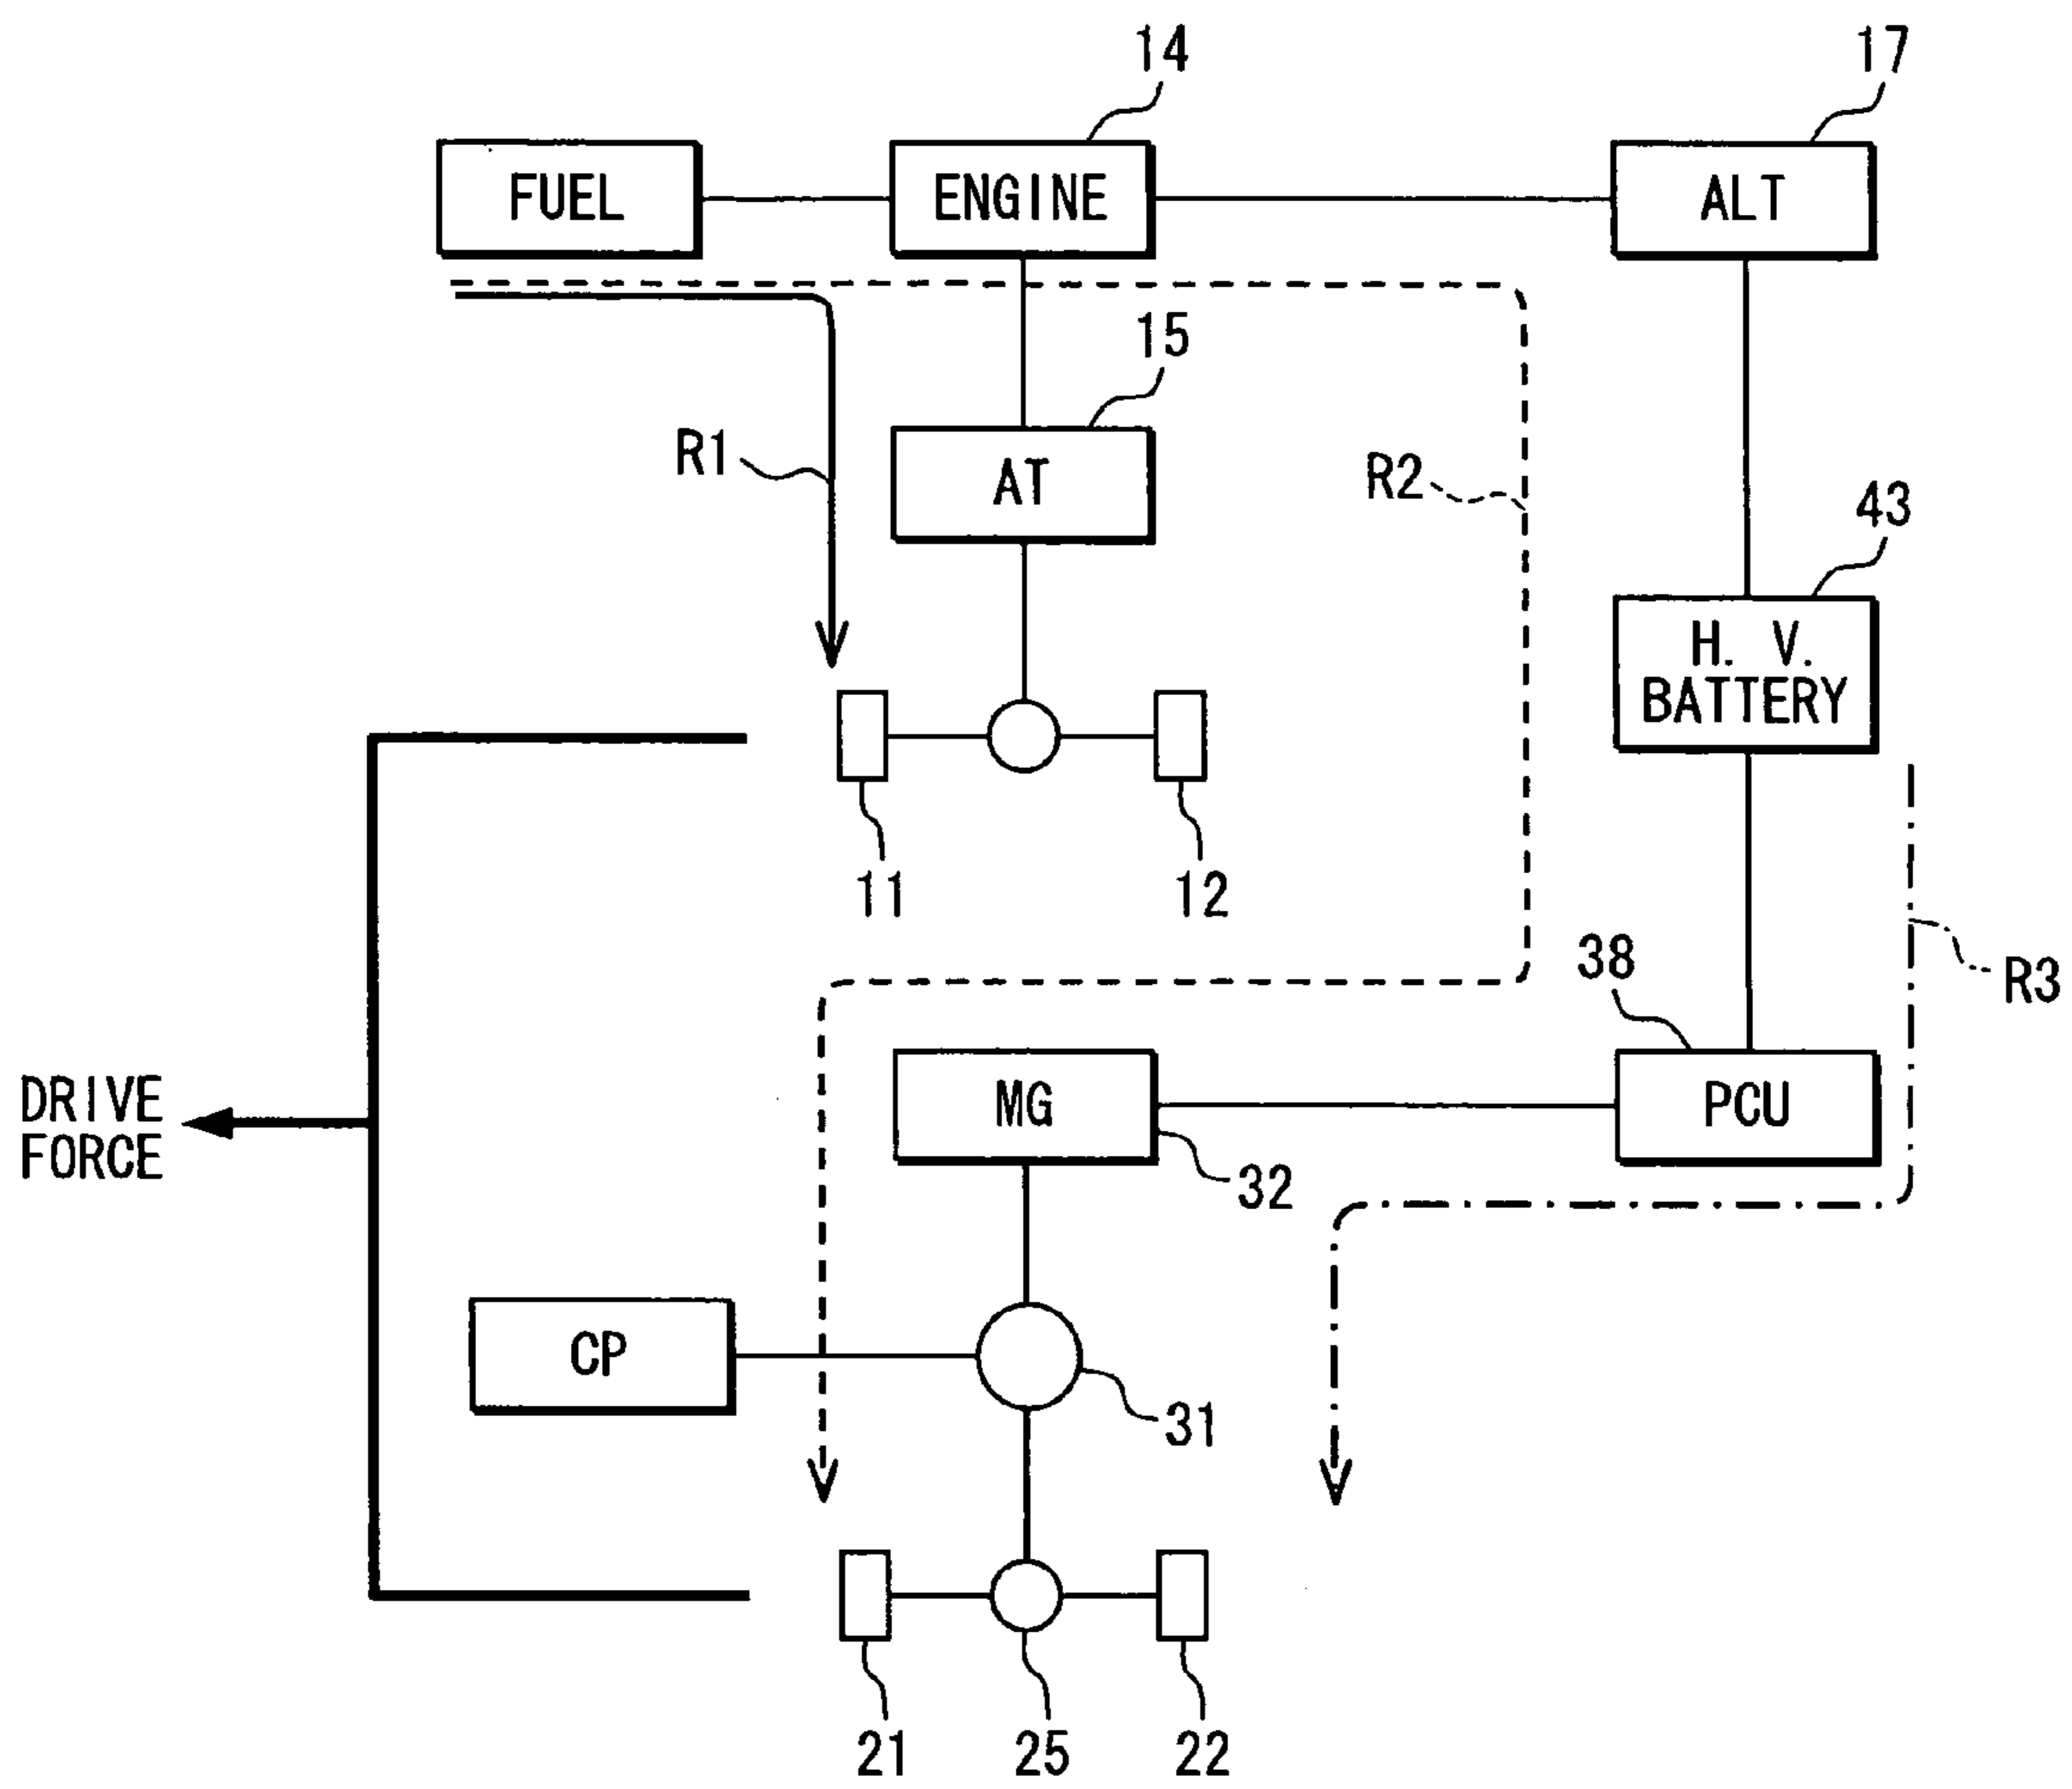 14
17
FUEL
ENGINE
ALT
15
R1
AT
R2
43
H. V.
BATTERY
11
12
38
R3
DRIVE
FORCE
MG
PCU
32
CP
31
21
25
22